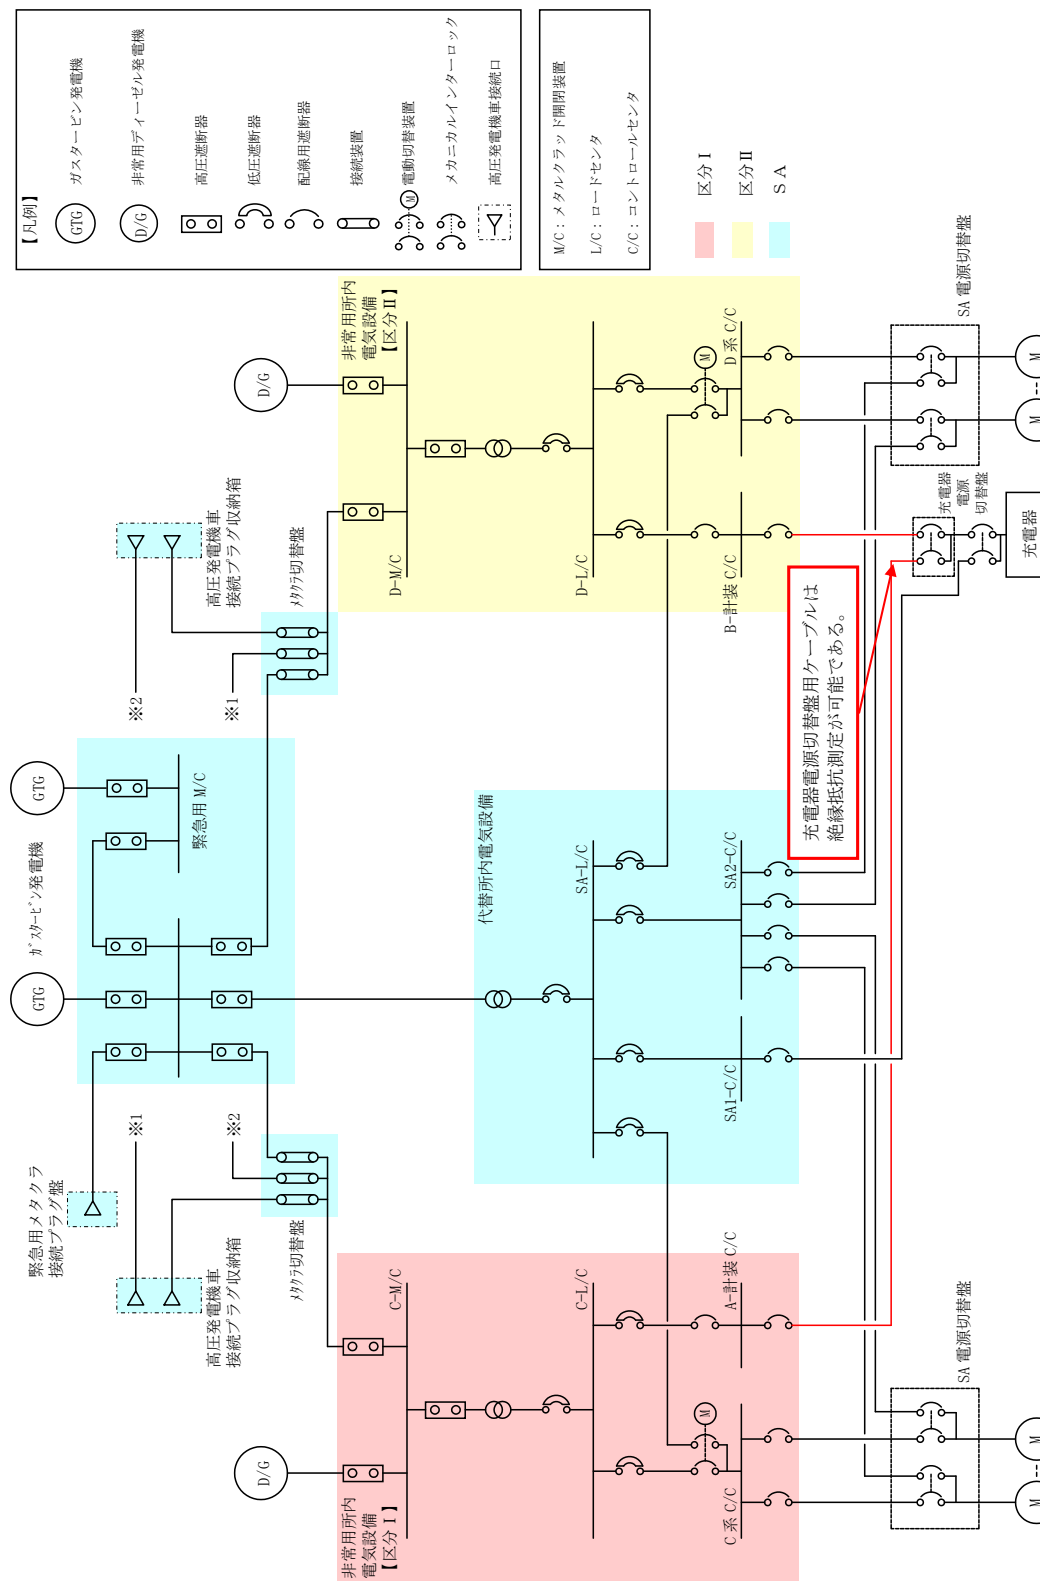 【凡例】
GTG
ガスタービン発電機
D/G
非常用ディーゼル発電機
高圧遮断器
低圧遮断器
配線用遮断器
接続装置
M
電動切替装置
メカニカルインターロック
高圧発電機車接続口
M/C：メタルクラッド開閉装置
L/C：ロードセンタ
C/C：コントロールセンタ
区分Ⅰ
区分Ⅱ
ＳＡ
緊急用メタクラ
接続プラグ盤
GTG
ｶﾞｽﾀｰﾋﾞﾝ発電機
GTG
緊急用 M/C
※1
※2
高圧発電機車
接続プラグ収納箱
ﾒﾀｸﾗ切替盤
※2
※1
高圧発電機車
接続プラグ収納箱
ﾒﾀｸﾗ切替盤
D/G
非常用所内
電気設備
【区分Ⅰ】
C-M/C
C-L/C
M
C 系 C/C
A-計装 C/C
代替所内電気設備
SA-L/C
SA1-C/C
SA2-C/C
D/G
非常用所内
電気設備
【区分Ⅱ】
D-M/C
D-L/C
M
B-計装 C/C
D 系 C/C
充電器電源切替盤用ケーブルは
絶縁抵抗測定が可能である。
SA 電源切替盤
M
M
充電器
電源
切替盤
充電器
SA 電源切替盤
M
M